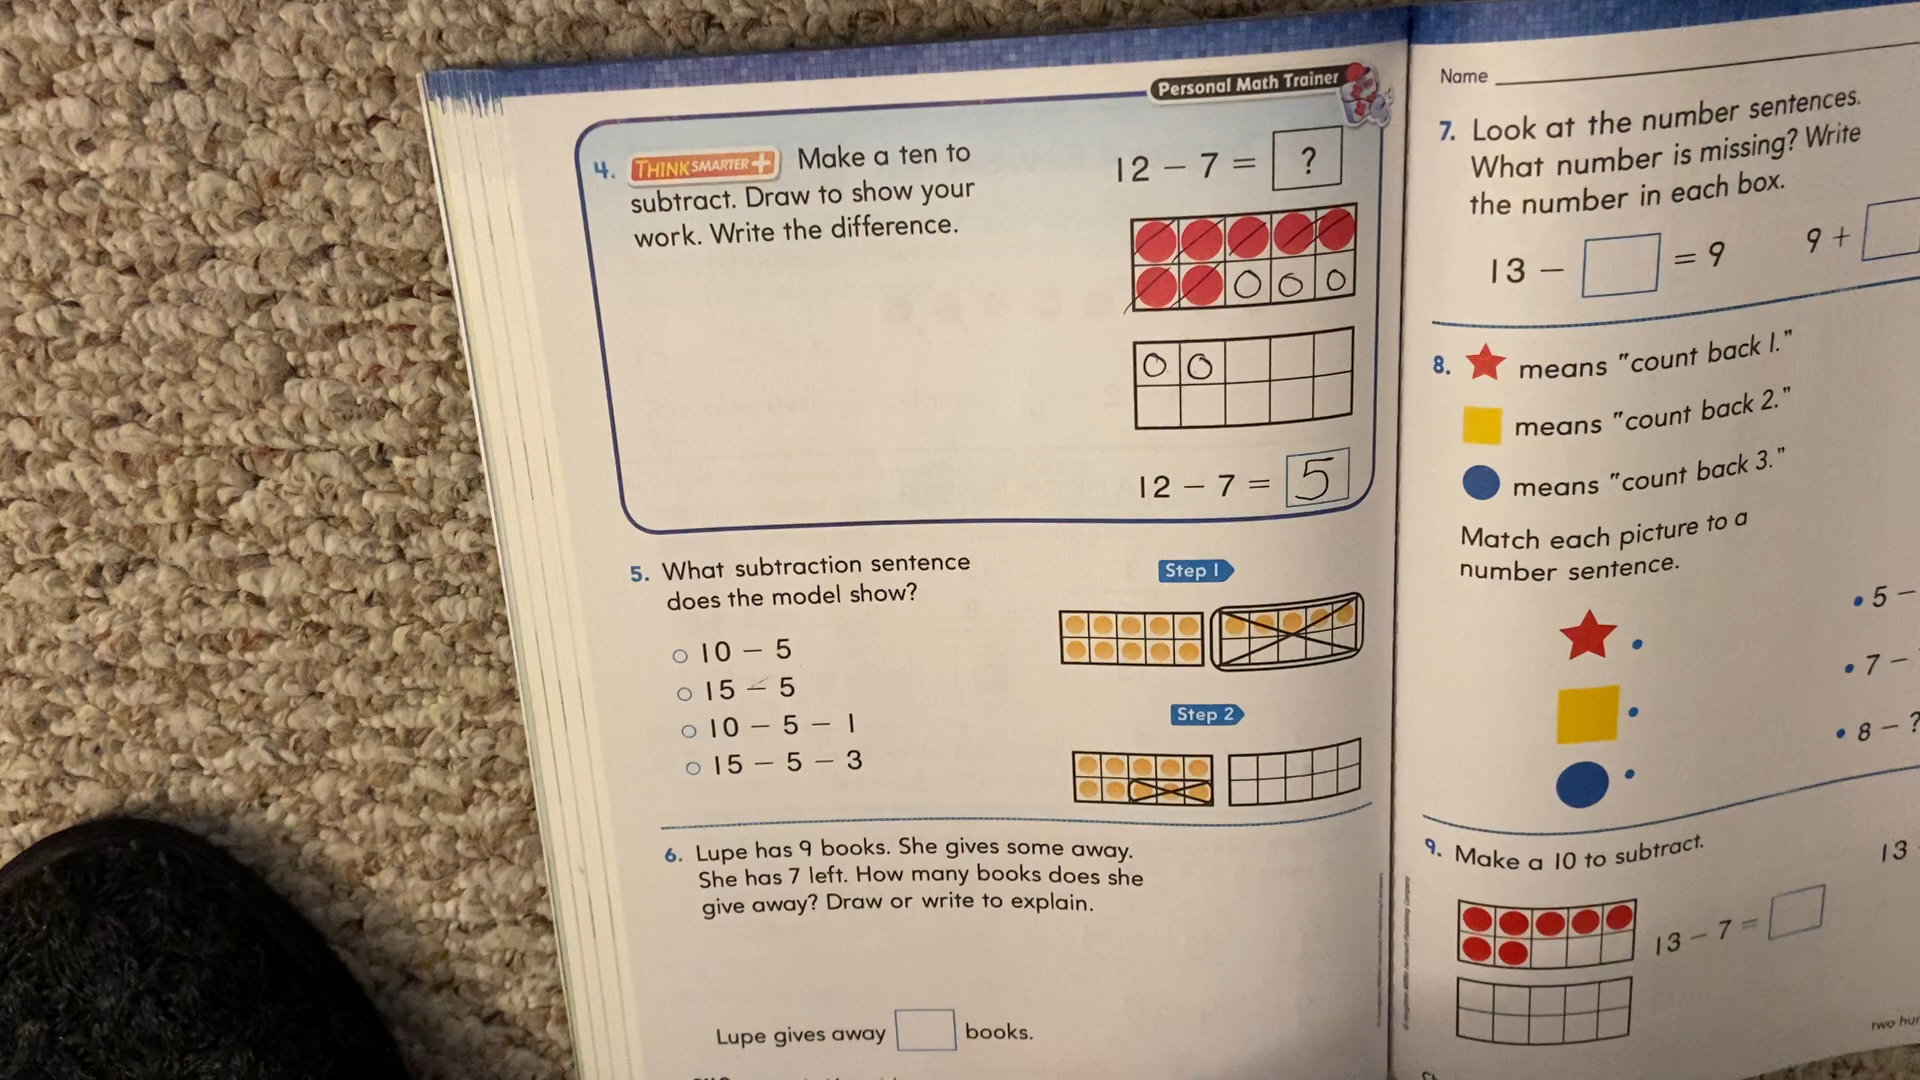 Personal Math Trainer
4. THINK SMARTER + Make a ten to
subtract. Draw to show your
work. Write the difference.
12 − 7 = ?
12 − 7 = 5
5. What subtraction sentence
does the model show?
10 − 5
15 − 5
10 − 5 − 1
15 − 5 − 3
Step 1
Step 2
6. Lupe has 9 books. She gives some away.
She has 7 left. How many books does she
give away? Draw or write to explain.
Lupe gives away books.
Name
7. Look at the number sentences.
What number is missing? Write
the number in each box.
13 − = 9 9 +
8. means "count back 1."
means "count back 2."
means "count back 3."
Match each picture to a
number sentence.
• 5 −
• 7 −
• 8 − ?
9. Make a 10 to subtract.
13
13 − 7 =
two hun